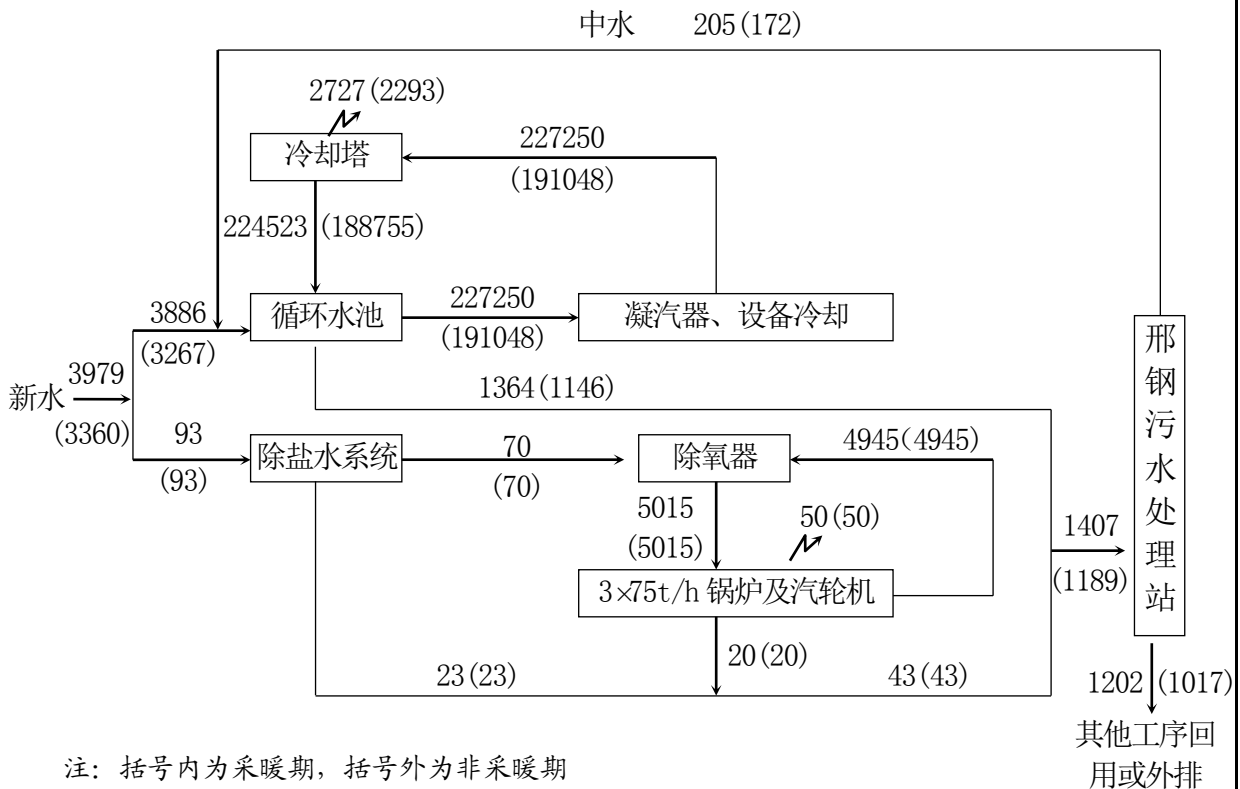 中水 205(172)
2727(2293)
冷却塔
227250
(191048)
224523 (188755)
3886
(3267)
循环水池
227250
(191048)
凝汽器、设备冷却
新水
3979
(3360)
1364(1146)
93
(93)
除盐水系统
70
(70)
除氧器
4945(4945)
5015
(5015)
50(50)
3×75t/h 锅炉及汽轮机
20(20)
23(23)
43(43)
1407
(1189)
邢钢污水处理站
1202 (1017)
其他工序回
用或外排
注：括号内为采暖期，括号外为非采暖期